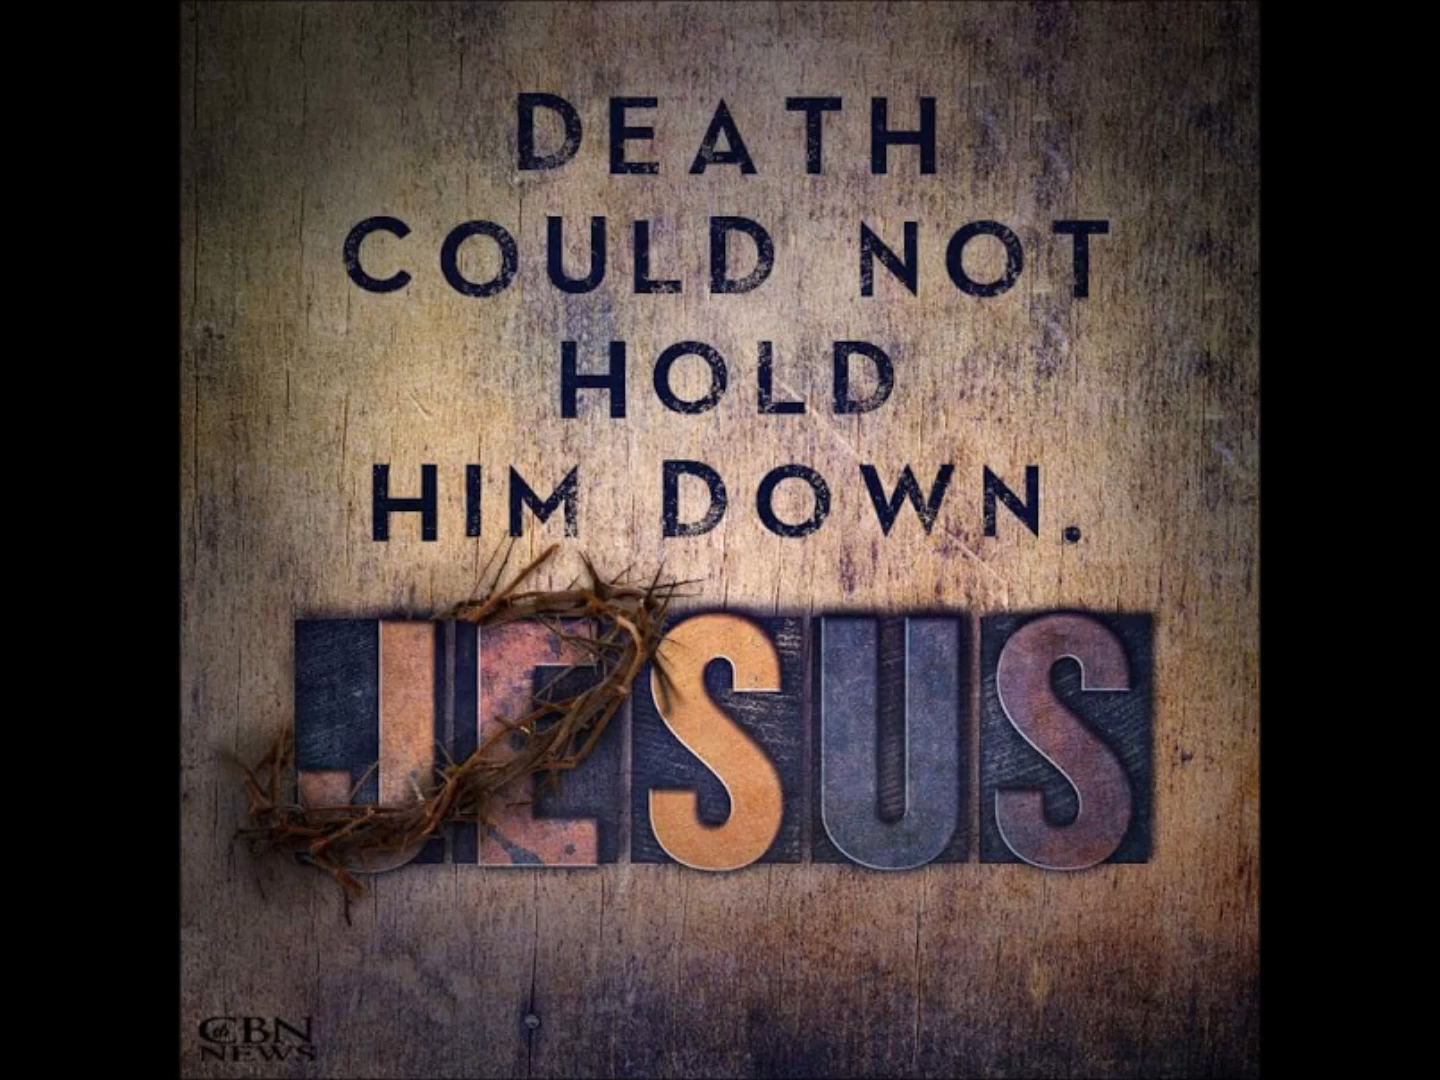 DEATH
COULD NOT
HOLD
HIM DOWN.
JESUS
CBN
NEWS